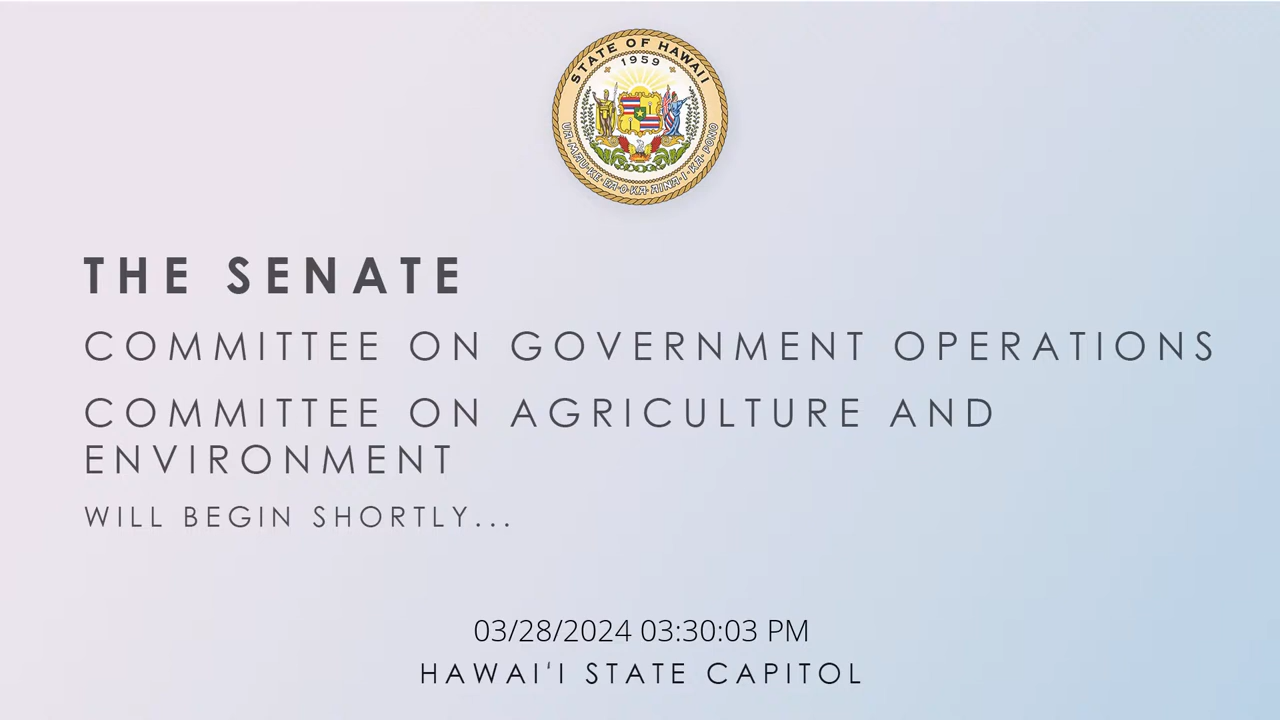 STATE OF HAWAII
1959
UA·MAU·KE·EA·O·KA·AINA·I·KA·PONO
THE SENATE
COMMITTEE ON GOVERNMENT OPERATIONS
COMMITTEE ON AGRICULTURE AND
ENVIRONMENT
WILL BEGIN SHORTLY...
03/28/2024 03:30:03 PM
HAWAIʻI STATE CAPITOL